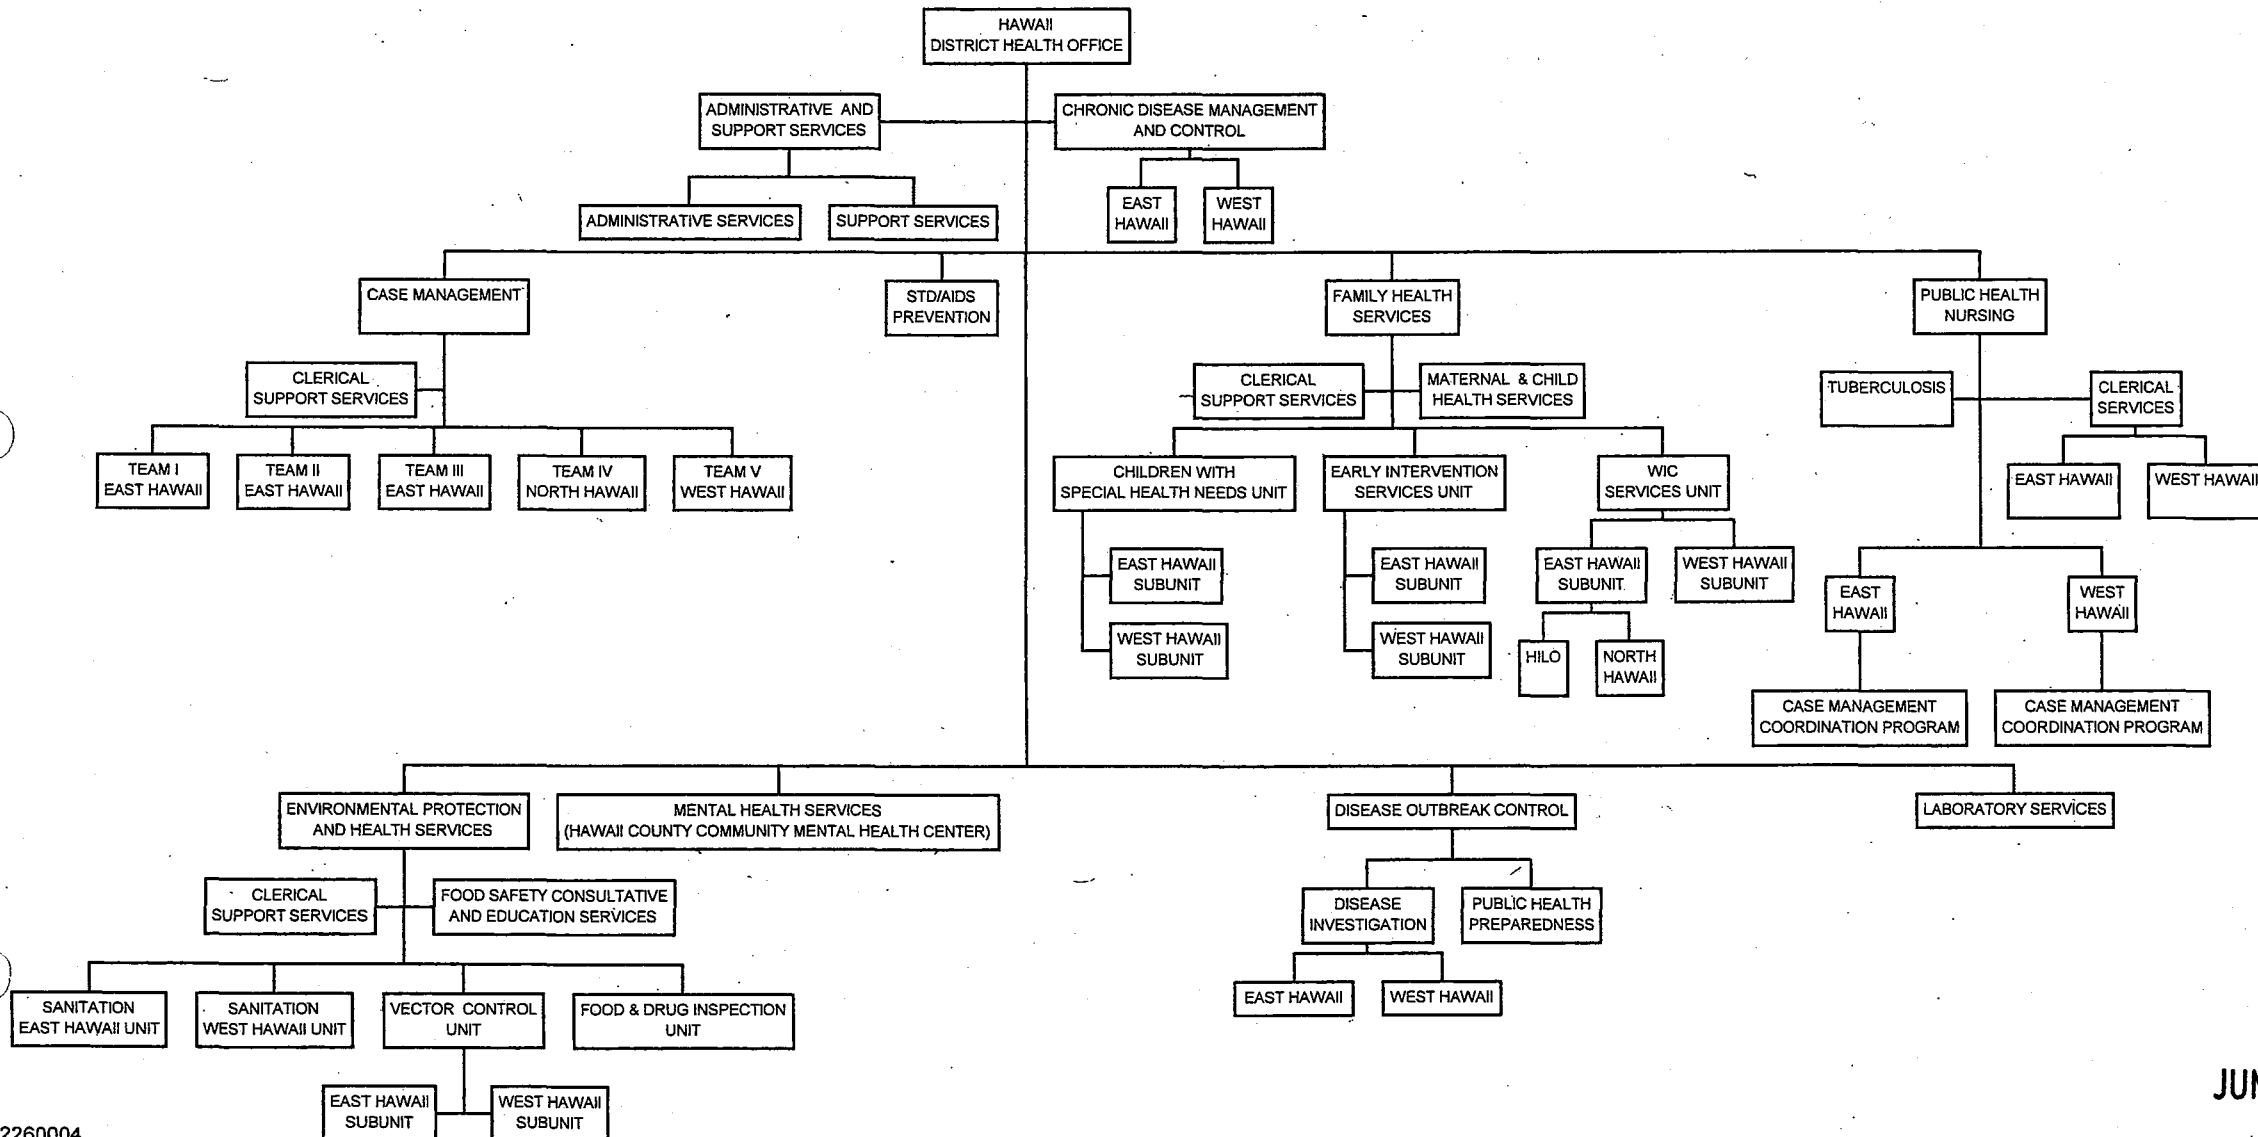 HAWAII
DISTRICT HEALTH OFFICE
ADMINISTRATIVE AND
SUPPORT SERVICES
CHRONIC DISEASE MANAGEMENT
AND CONTROL
ADMINISTRATIVE SERVICES
SUPPORT SERVICES
EAST
HAWAII
WEST
HAWAII
CASE MANAGEMENT
STD/AIDS
PREVENTION
FAMILY HEALTH
SERVICES
PUBLIC HEALTH
NURSING
CLERICAL
SUPPORT SERVICES
TEAM I
EAST HAWAII
TEAM II
EAST HAWAII
TEAM III
EAST HAWAII
TEAM IV
NORTH HAWAII
TEAM V
WEST HAWAII
CLERICAL
SUPPORT SERVICES
MATERNAL & CHILD
HEALTH SERVICES
CHILDREN WITH
SPECIAL HEALTH NEEDS UNIT
EARLY INTERVENTION
SERVICES UNIT
WIC
SERVICES UNIT
EAST HAWAII
SUBUNIT
WEST HAWAII
SUBUNIT
EAST HAWAII
SUBUNIT
WEST HAWAII
SUBUNIT
EAST HAWAII
SUBUNIT
WEST HAWAII
SUBUNIT
HILO
NORTH
HAWAII
TUBERCULOSIS
CLERICAL
SERVICES
EAST HAWAII
WEST HAWAII
EAST
HAWAII
WEST
HAWAII
CASE MANAGEMENT
COORDINATION PROGRAM
CASE MANAGEMENT
COORDINATION PROGRAM
ENVIRONMENTAL PROTECTION
AND HEALTH SERVICES
MENTAL HEALTH SERVICES
(HAWAII COUNTY COMMUNITY MENTAL HEALTH CENTER)
DISEASE OUTBREAK CONTROL
LABORATORY SERVICES
CLERICAL
SUPPORT SERVICES
FOOD SAFETY CONSULTATIVE
AND EDUCATION SERVICES
SANITATION
EAST HAWAII UNIT
SANITATION
WEST HAWAII UNIT
VECTOR CONTROL
UNIT
FOOD & DRUG INSPECTION
UNIT
EAST HAWAII
SUBUNIT
WEST HAWAII
SUBUNIT
DISEASE
INVESTIGATION
PUBLIC HEALTH
PREPAREDNESS
EAST HAWAII
WEST HAWAII
2260004